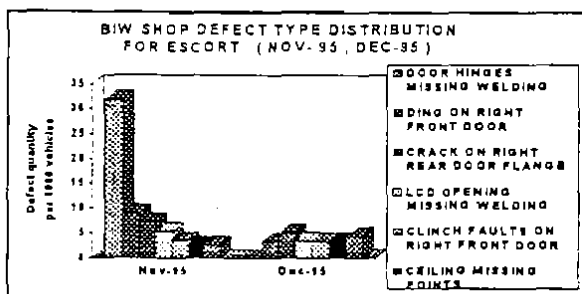 BIW SHOP DEFECT TYPE DISTRIBUTION
FOR ESCORT (NOV-95, DEC-95)
Defect quantity
per 1000 vehicles
35
30
25
20
15
10
5
0
Nov-95
Dec-95
DOOR HINGES
MISSING WELDING
DING ON RIGHT
FRONT DOOR
CRACK ON RIGHT
REAR DOOR FLANGE
LCD OPENING
MISSING WELDING
CLINCH FAULTS ON
RIGHT FRONT DOOR
CEILING MISSING
POINTS